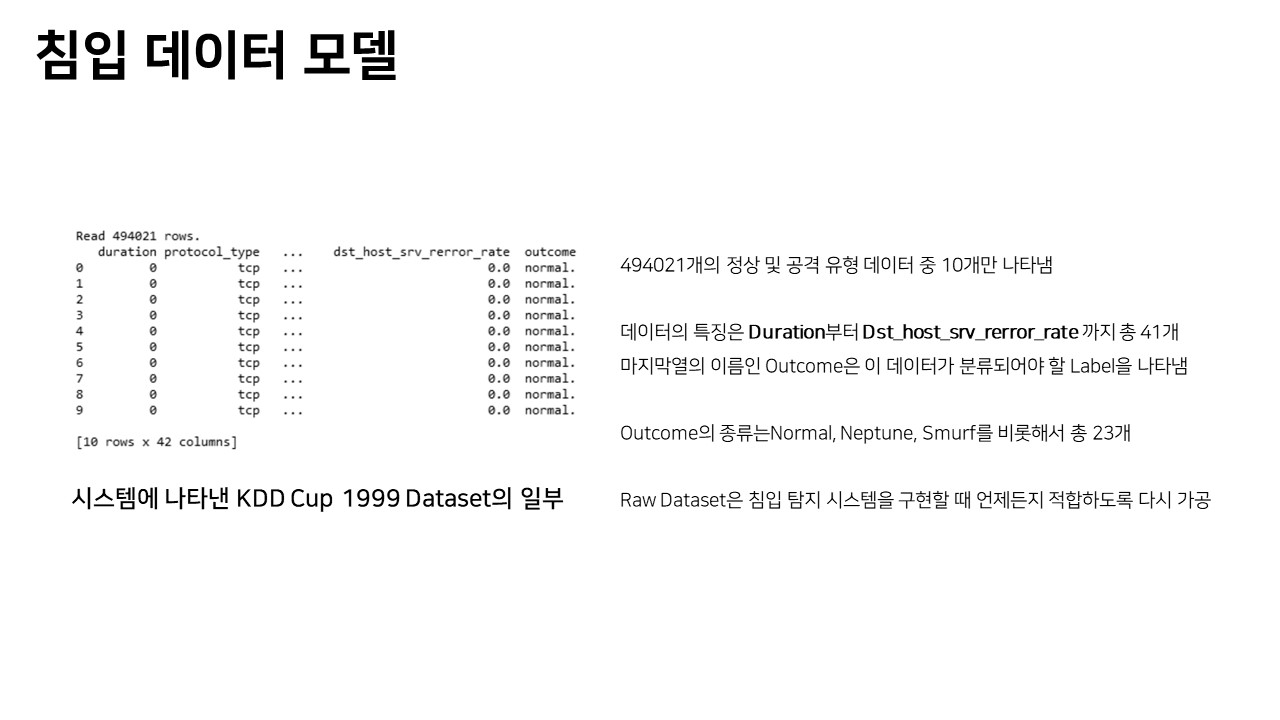 침입 데이터 모델
Read 494021 rows.
duration protocol_type ... dst_host_srv_rerror_rate outcome
0 0 tcp ... 0.0 normal.
1 0 tcp ... 0.0 normal.
2 0 tcp ... 0.0 normal.
3 0 tcp ... 0.0 normal.
4 0 tcp ... 0.0 normal.
5 0 tcp ... 0.0 normal.
6 0 tcp ... 0.0 normal.
7 0 tcp ... 0.0 normal.
8 0 tcp ... 0.0 normal.
9 0 tcp ... 0.0 normal.
[10 rows x 42 columns]
시스템에 나타낸 KDD Cup 1999 Dataset의 일부
494021개의 정상 및 공격 유형 데이터 중 10개만 나타냄
데이터의 특징은 Duration부터 Dst_host_srv_rerror_rate 까지 총 41개
마지막열의 이름인 Outcome은 이 데이터가 분류되어야 할 Label을 나타냄
Outcome의 종류는Normal, Neptune, Smurf를 비롯해서 총 23개
Raw Dataset은 침입 탐지 시스템을 구현할 때 언제든지 적합하도록 다시 가공